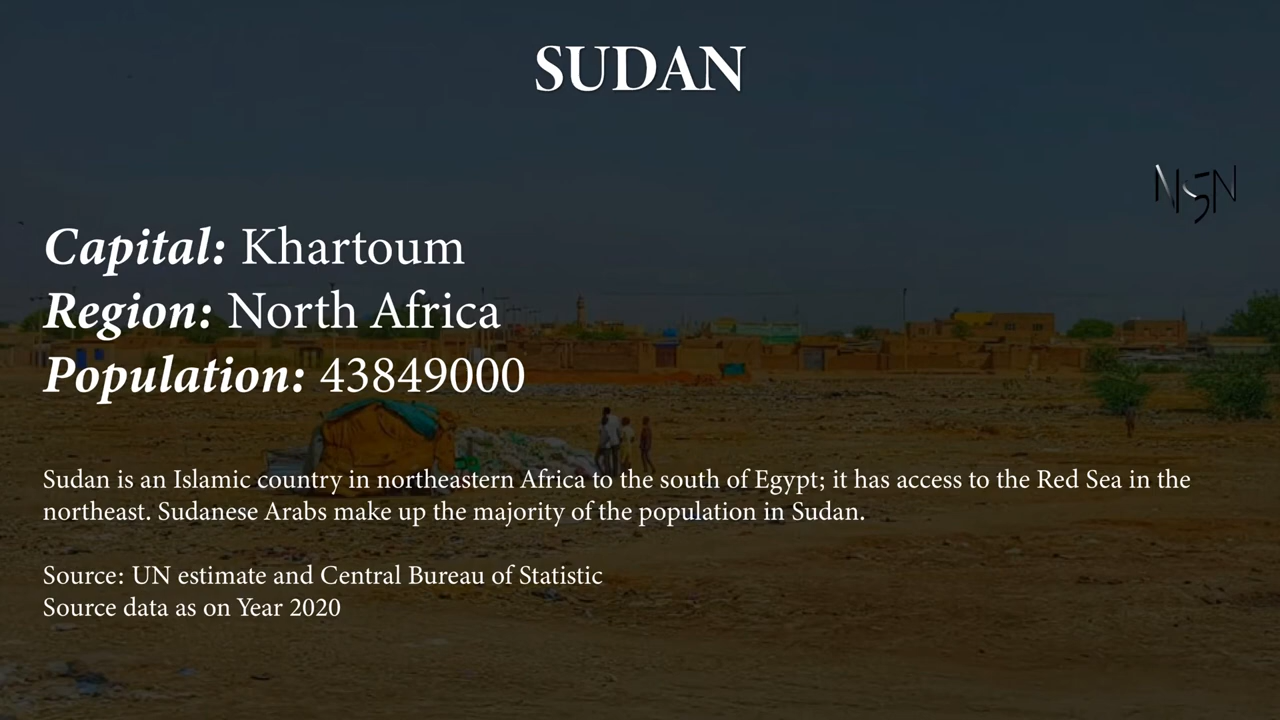 SUDAN
NSN
Capital: Khartoum
Region: North Africa
Population: 43849000
Sudan is an Islamic country in northeastern Africa to the south of Egypt; it has access to the Red Sea in the
northeast. Sudanese Arabs make up the majority of the population in Sudan.
Source: UN estimate and Central Bureau of Statistic
Source data as on Year 2020